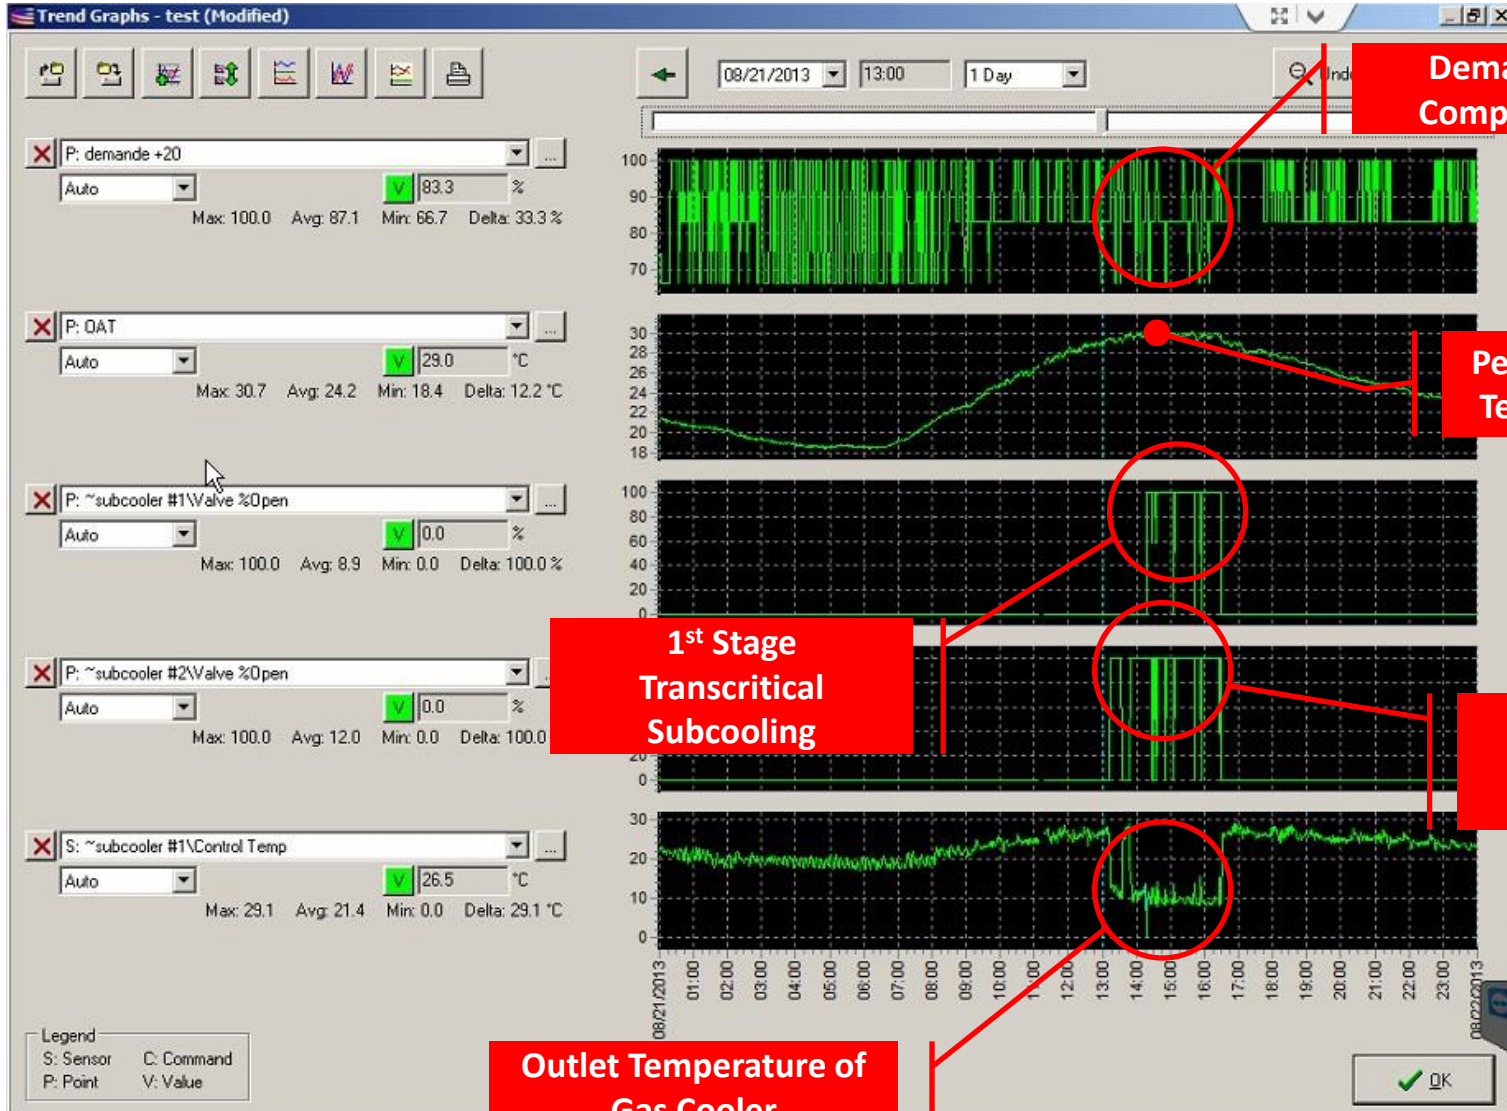 Trend Graphs - test (Modified)
08/21/2013 13:00 1 Day
P: demande +20
Auto V 83.3 %
Max: 100.0 Avg: 87.1 Min: 66.7 Delta: 33.3 %
100
90
80
70
P: OAT
Auto V 29.0 °C
Max: 30.7 Avg: 24.2 Min: 18.4 Delta: 12.2 °C
30
28
26
24
22
20
18
P: ~subcooler #1\Valve %Open
Auto V 0.0 %
Max: 100.0 Avg: 8.9 Min: 0.0 Delta: 100.0 %
100
80
60
40
20
0
1st Stage
Transcritical
Subcooling
P: ~subcooler #2\Valve %Open
Auto V 0.0 %
Max: 100.0 Avg: 12.0 Min: 0.0 Delta: 100.0
20
0
S: ~subcooler #1\Control Temp
Auto V 26.5 °C
Max: 29.1 Avg: 21.4 Min: 0.0 Delta: 29.1 °C
30
20
10
0
08/21/2013 01:00 02:00 03:00 04:00 05:00 06:00 07:00 08:00 09:00 10:00 11:00 12:00 13:00 14:00 15:00 16:00 17:00 18:00 19:00 20:00 21:00 22:00 23:00 08/22/2013
Legend
S: Sensor C: Command
P: Point V: Value
Outlet Temperature of
Gas Cooler
OK